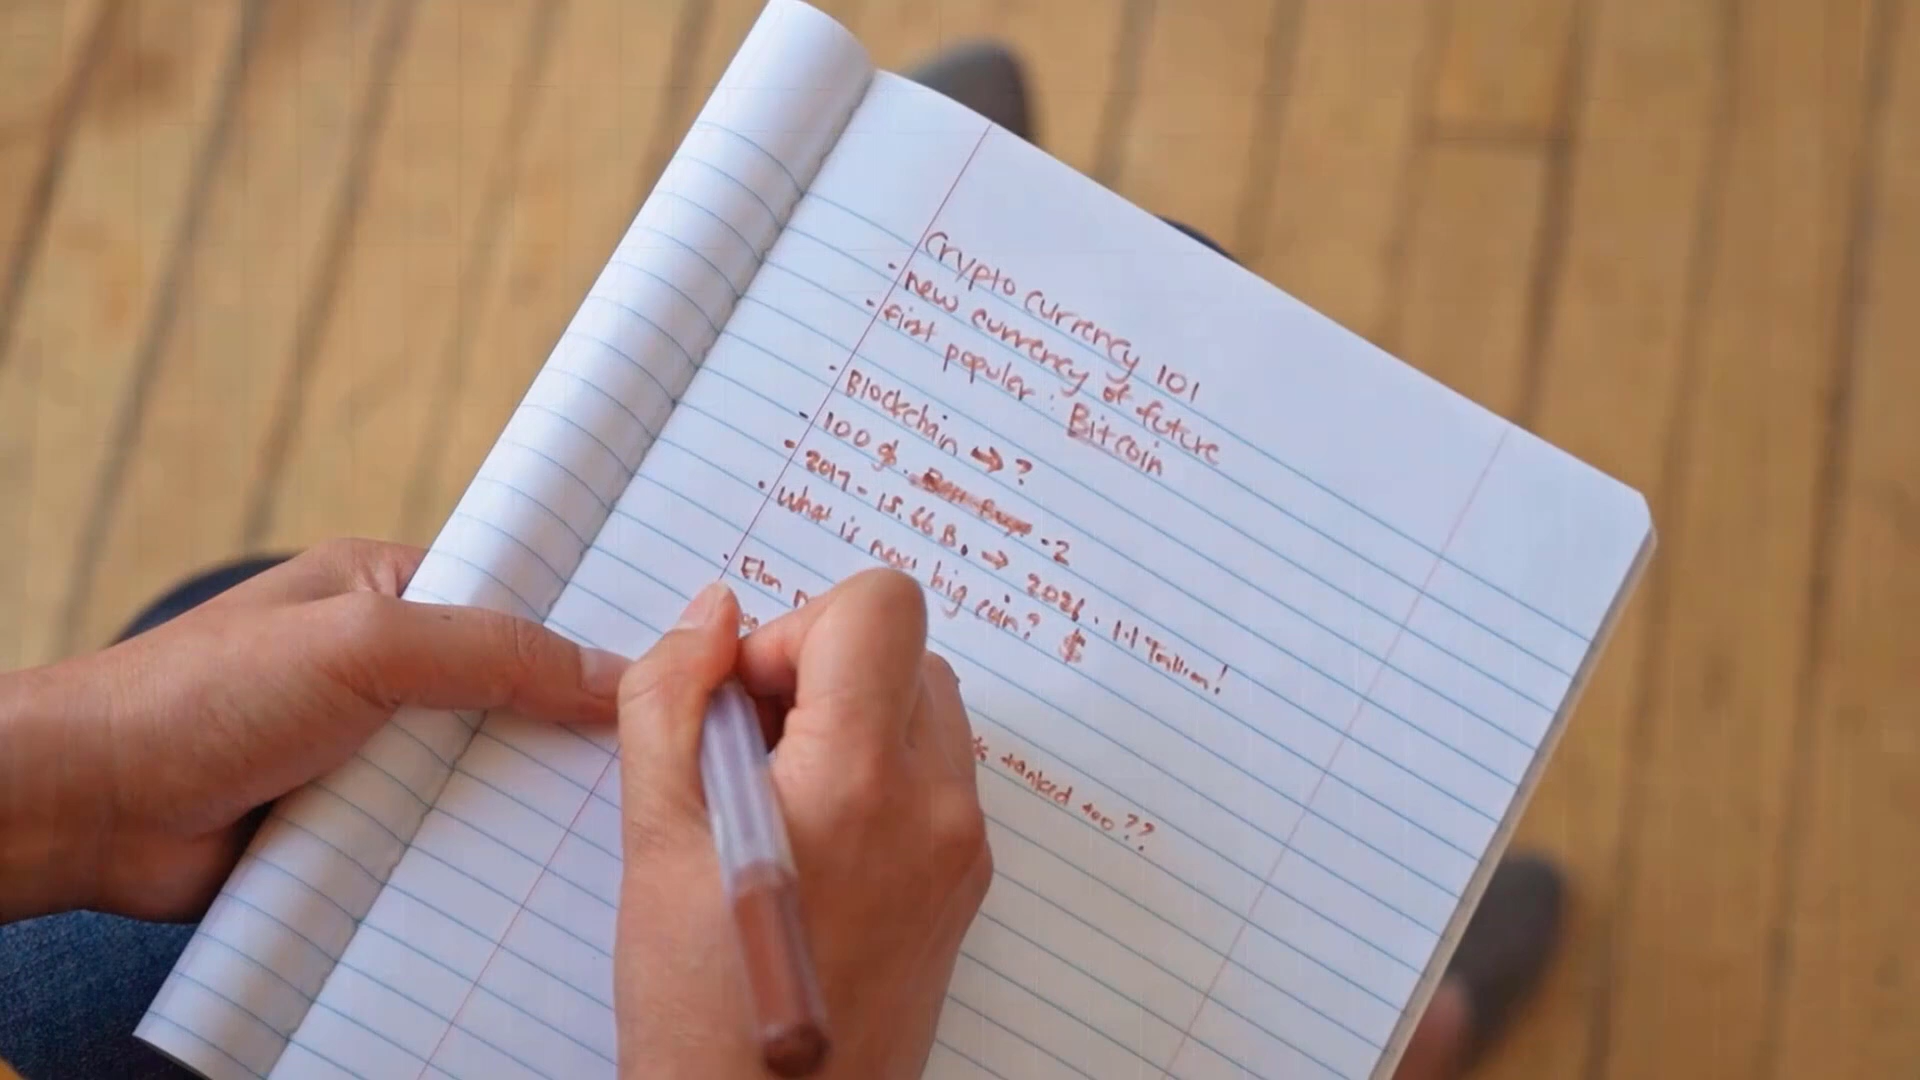 Crypto currency 101
· new currency of future
· first populer : Bitcoin
· Blockchain → ?
· 100 $. -2
· 2017 - 15.66 B. → 2026 . 1.1 Trillion!
· What is next big coin? $
· Elon
tanked too ??